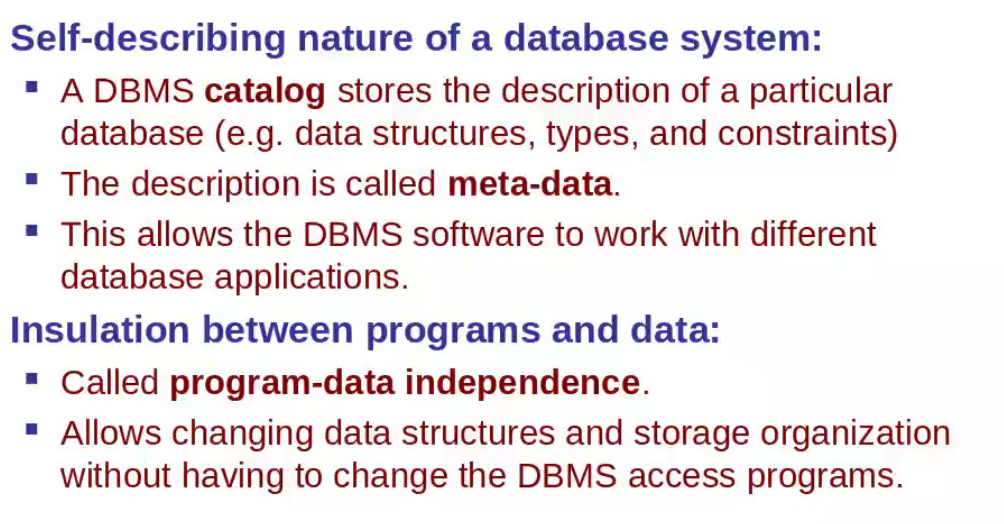 Self-describing nature of a database system:
▪ A DBMS catalog stores the description of a particular
database (e.g. data structures, types, and constraints)
▪ The description is called meta-data.
▪ This allows the DBMS software to work with different
database applications.
Insulation between programs and data:
▪ Called program-data independence.
▪ Allows changing data structures and storage organization
without having to change the DBMS access programs.